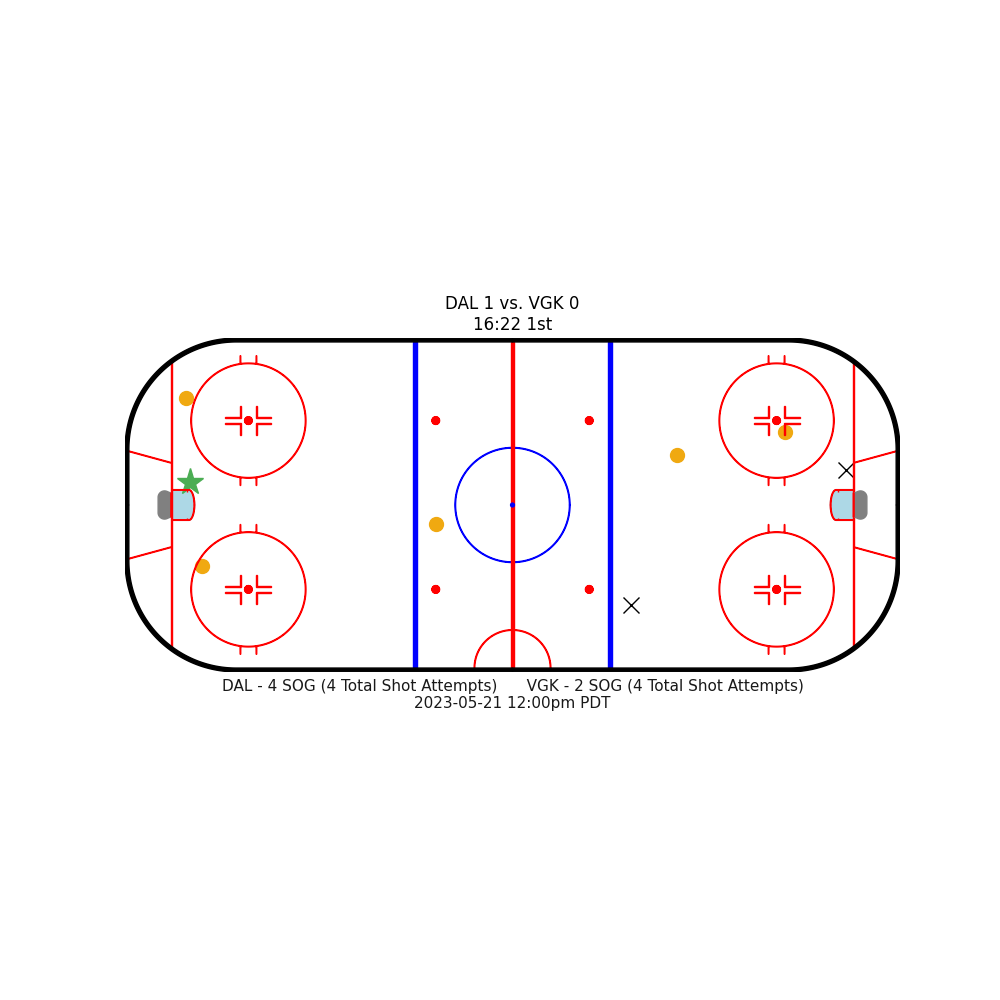 DAL 1 vs. VGK 0
16:22 1st
DAL - 4 SOG (4 Total Shot Attempts) VGK - 2 SOG (4 Total Shot Attempts)
2023-05-21 12:00pm PDT